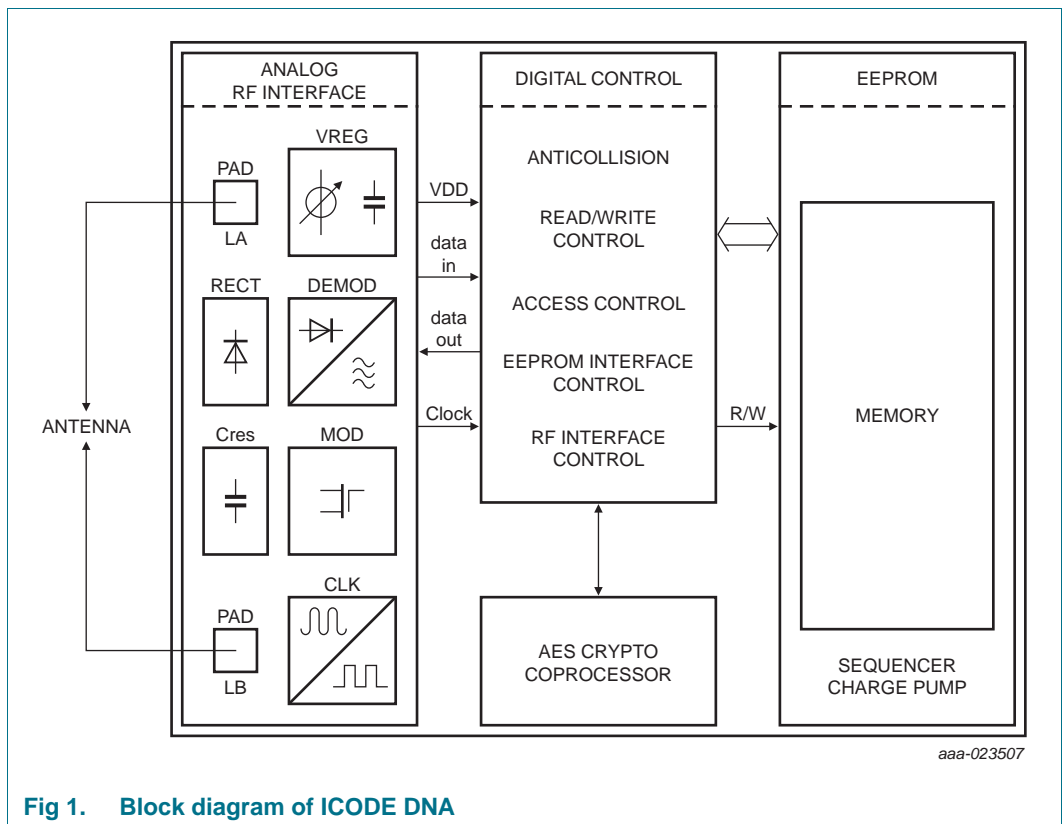 ANALOG
RF INTERFACE
VREG
PAD
LA
RECT
DEMOD
ANTENNA
Cres
MOD
CLK
PAD
LB
VDD
data
in
data
out
Clock
DIGITAL CONTROL
ANTICOLLISION
READ/WRITE
CONTROL
ACCESS CONTROL
EEPROM INTERFACE
CONTROL
RF INTERFACE
CONTROL
AES CRYPTO
COPROCESSOR
R/W
EEPROM
MEMORY
SEQUENCER
CHARGE PUMP
aaa-023507
Fig 1. Block diagram of ICODE DNA